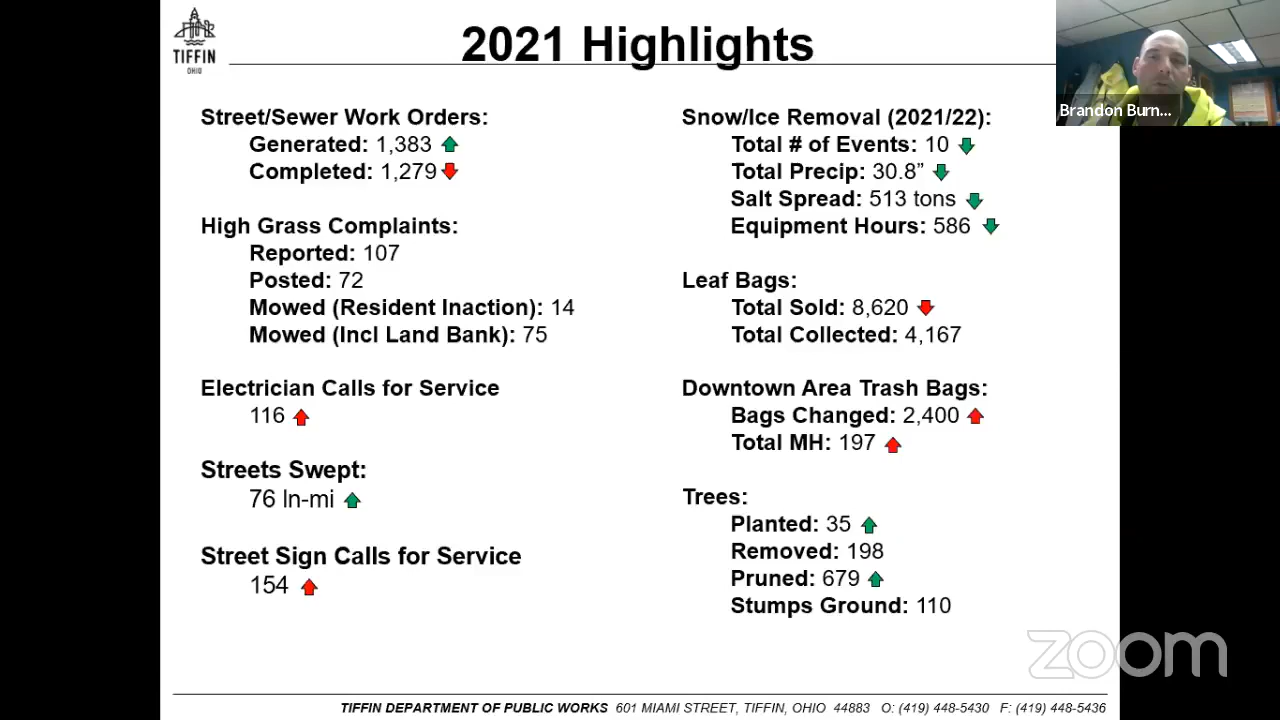 TIFFIN
OHIO
2021 Highlights
Brandon Burn...
Street/Sewer Work Orders:
Generated: 1,383
Completed: 1,279
High Grass Complaints:
Reported: 107
Posted: 72
Mowed (Resident Inaction): 14
Mowed (Incl Land Bank): 75
Electrician Calls for Service
116
Streets Swept:
76 ln-mi
Street Sign Calls for Service
154
Snow/Ice Removal (2021/22):
Total # of Events: 10
Total Precip: 30.8”
Salt Spread: 513 tons
Equipment Hours: 586
Leaf Bags:
Total Sold: 8,620
Total Collected: 4,167
Downtown Area Trash Bags:
Bags Changed: 2,400
Total MH: 197
Trees:
Planted: 35
Removed: 198
Pruned: 679
Stumps Ground: 110
zoom
TIFFIN DEPARTMENT OF PUBLIC WORKS 601 MIAMI STREET, TIFFIN, OHIO 44883 O: (419) 448-5430 F: (419) 448-5436